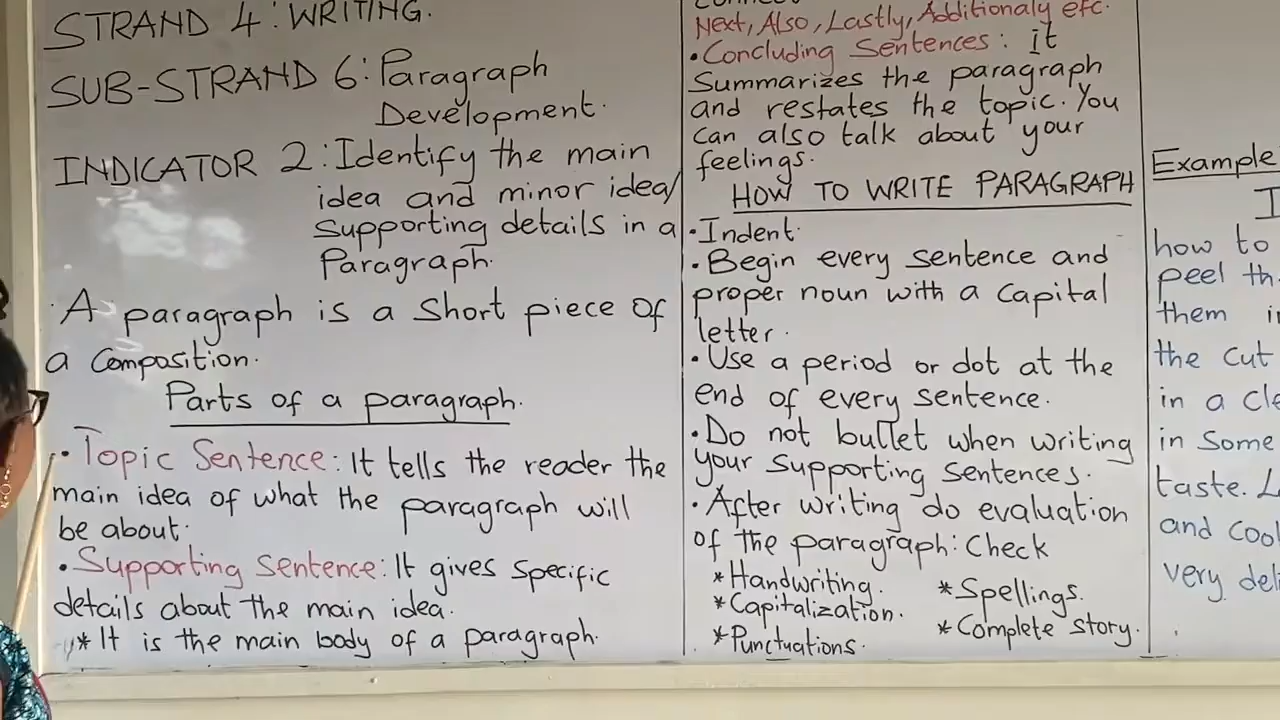 STRAND 4: WRITING.
SUB-STRAND 6: Paragraph
Development.
INDICATOR 2: Identify the main
idea and minor idea/
Supporting details in a
Paragraph.
A paragraph is a short piece of
a Composition.
Parts of a paragraph.
• Topic Sentence: It tells the reader the
main idea of what the paragraph will
be about.
• Supporting Sentence: It gives specific
details about the main idea.
* It is the main body of a paragraph.
Next, Also, Lastly, Additionaly etc.
• Concluding Sentences: it
Summarizes the paragraph
and restates the topic. You
can also talk about your
feelings.
HOW TO WRITE PARAGRAPH
• Indent.
• Begin every sentence and
proper noun with a Capital
letter.
• Use a period or dot at the
end of every sentence.
• Do not bullet when writing
your supporting sentences.
• After writing do evaluation
of the paragraph: Check
* Handwriting. * Spellings.
* Capitalization.
* Punctuations. * Complete story.
Example
I
how to
peel th
them in
the cut
in a cle
in some
taste. L
and cool
very deli